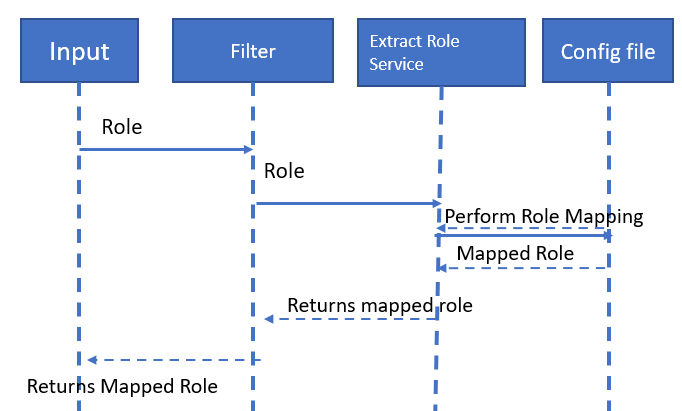 Input
Filter
Extract Role
Service
Config file
Role
Role
Perform Role Mapping
Mapped Role
Returns mapped role
Returns Mapped Role